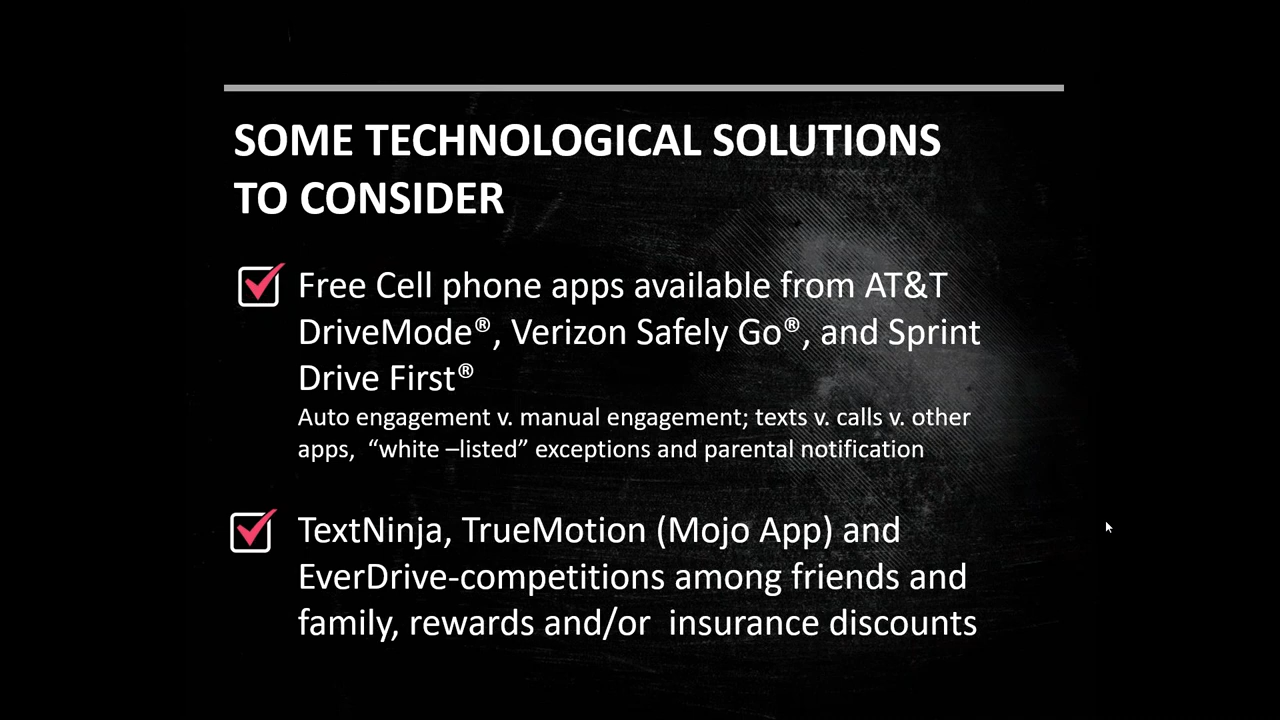 SOME TECHNOLOGICAL SOLUTIONS
TO CONSIDER
Free Cell phone apps available from AT&T
DriveMode®, Verizon Safely Go®, and Sprint
Drive First®
Auto engagement v. manual engagement; texts v. calls v. other
apps,  “white –listed” exceptions and parental notification
TextNinja, TrueMotion (Mojo App) and
EverDrive-competitions among friends and
family, rewards and/or  insurance discounts